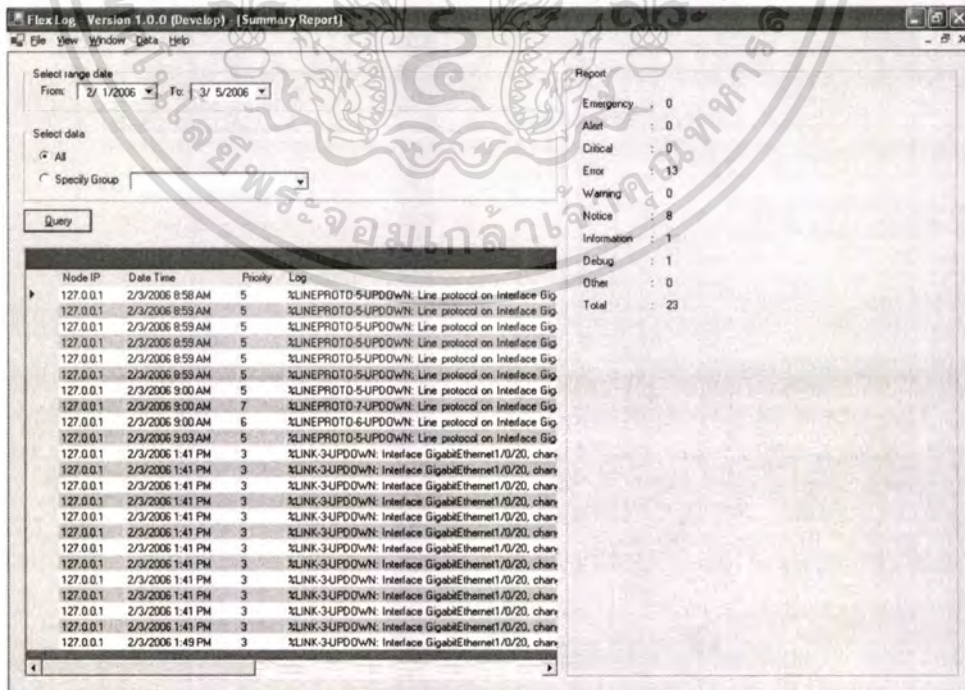 Flex Log - Version 1.0.0 (Develop) - [Summary Report]
File View Window Data Help
Select range date
From: 2/ 1/2006 To: 3/ 5/2006
Select data
All
Specify Group
Query
Node IP Date Time Priority Log
127.0.0.1 2/3/2006 8:58 AM 5 %LINEPROTO-5-UPDOWN: Line protocol on Interface Gig
127.0.0.1 2/3/2006 8:59 AM 5 %LINEPROTO-5-UPDOWN: Line protocol on Interface Gig
127.0.0.1 2/3/2006 8:59 AM 5 %LINEPROTO-5-UPDOWN: Line protocol on Interface Gig
127.0.0.1 2/3/2006 8:59 AM 5 %LINEPROTO-5-UPDOWN: Line protocol on Interface Gig
127.0.0.1 2/3/2006 8:59 AM 5 %LINEPROTO-5-UPDOWN: Line protocol on Interface Gig
127.0.0.1 2/3/2006 8:59 AM 5 %LINEPROTO-5-UPDOWN: Line protocol on Interface Gig
127.0.0.1 2/3/2006 9:00 AM 5 %LINEPROTO-5-UPDOWN: Line protocol on Interface Gig
127.0.0.1 2/3/2006 9:00 AM 7 %LINEPROTO-7-UPDOWN: Line protocol on Interface Gig
127.0.0.1 2/3/2006 9:00 AM 6 %LINEPROTO-6-UPDOWN: Line protocol on Interface Gig
127.0.0.1 2/3/2006 9:03 AM 5 %LINEPROTO-5-UPDOWN: Line protocol on Interface Gig
127.0.0.1 2/3/2006 1:41 PM 3 %LINK-3-UPDOWN: Interface GigabitEthernet1/0/20, chan
127.0.0.1 2/3/2006 1:41 PM 3 %LINK-3-UPDOWN: Interface GigabitEthernet1/0/20, chan
127.0.0.1 2/3/2006 1:41 PM 3 %LINK-3-UPDOWN: Interface GigabitEthernet1/0/20, chan
127.0.0.1 2/3/2006 1:41 PM 3 %LINK-3-UPDOWN: Interface GigabitEthernet1/0/20, chan
127.0.0.1 2/3/2006 1:41 PM 3 %LINK-3-UPDOWN: Interface GigabitEthernet1/0/20, chan
127.0.0.1 2/3/2006 1:41 PM 3 %LINK-3-UPDOWN: Interface GigabitEthernet1/0/20, chan
127.0.0.1 2/3/2006 1:41 PM 3 %LINK-3-UPDOWN: Interface GigabitEthernet1/0/20, chan
127.0.0.1 2/3/2006 1:41 PM 3 %LINK-3-UPDOWN: Interface GigabitEthernet1/0/20, chan
127.0.0.1 2/3/2006 1:41 PM 3 %LINK-3-UPDOWN: Interface GigabitEthernet1/0/20, chan
127.0.0.1 2/3/2006 1:41 PM 3 %LINK-3-UPDOWN: Interface GigabitEthernet1/0/20, chan
127.0.0.1 2/3/2006 1:41 PM 3 %LINK-3-UPDOWN: Interface GigabitEthernet1/0/20, chan
127.0.0.1 2/3/2006 1:41 PM 3 %LINK-3-UPDOWN: Interface GigabitEthernet1/0/20, chan
127.0.0.1 2/3/2006 1:49 PM 3 %LINK-3-UPDOWN: Interface GigabitEthernet1/0/20, chan
Report
Emergency : 0
Alert : 0
Critical : 0
Error : 13
Warning : 0
Notice : 8
Information : 1
Debug : 1
Other : 0
Total : 23